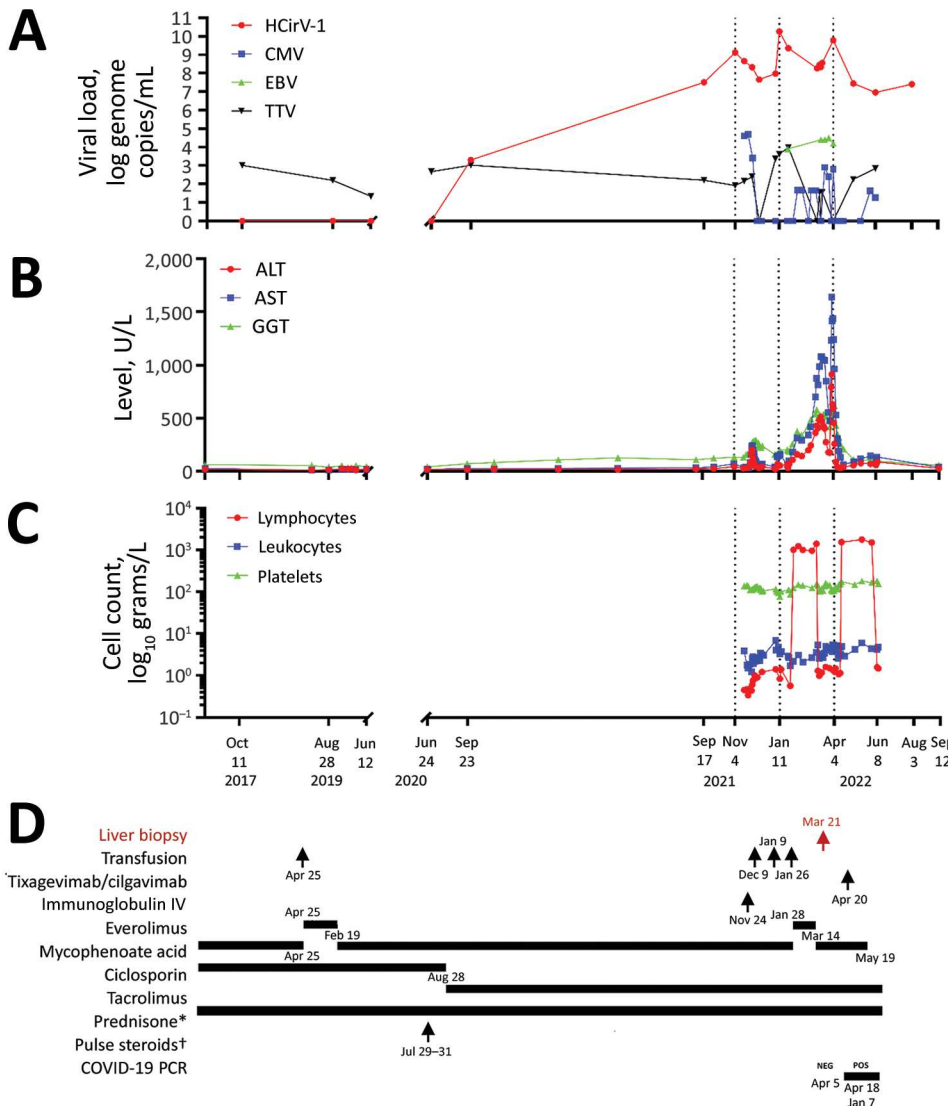 A
Viral load,
log genome
copies/mL
11
10
9
8
7
6
5
4
3
2
1
0
HCirV-1
CMV
EBV
TTV
B
Level, U/L
2,000
1,500
1,000
500
0
ALT
AST
GGT
C
Cell count,
log10 grams/L
10^4
10^3
10^2
10^1
10^0
10^−1
Lymphocytes
Leukocytes
Platelets
Oct Aug Jun Jun Sep Sep Nov Jan Apr Jun Aug Sep
11 28 12 24 23 17 4 11 4 8 3 12
2017 2019 2020 2021 2022
D
Liver biopsy Mar 21
Transfusion Apr 25 Dec 9 Jan 9 Jan 26
Tixagevimab/cilgavimab Apr 20
Immunoglobulin IV Nov 24
Everolimus Apr 25 Feb 19 Jan 28 Mar 14
Mycophenoate acid Apr 25 May 19
Ciclosporin Aug 28
Tacrolimus
Prednisone*
Pulse steroids† Jul 29–31
COVID-19 PCR NEG Apr 5 POS Apr 18
Jan 7